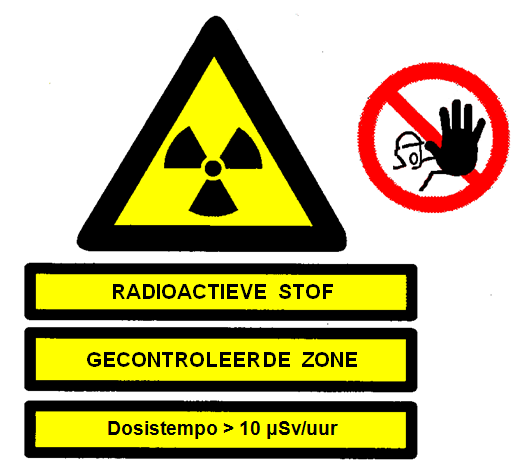 RADIOACTIEVE STOF
GECONTROLEERDE ZONE
Dosistempo > 10 µSv/uur